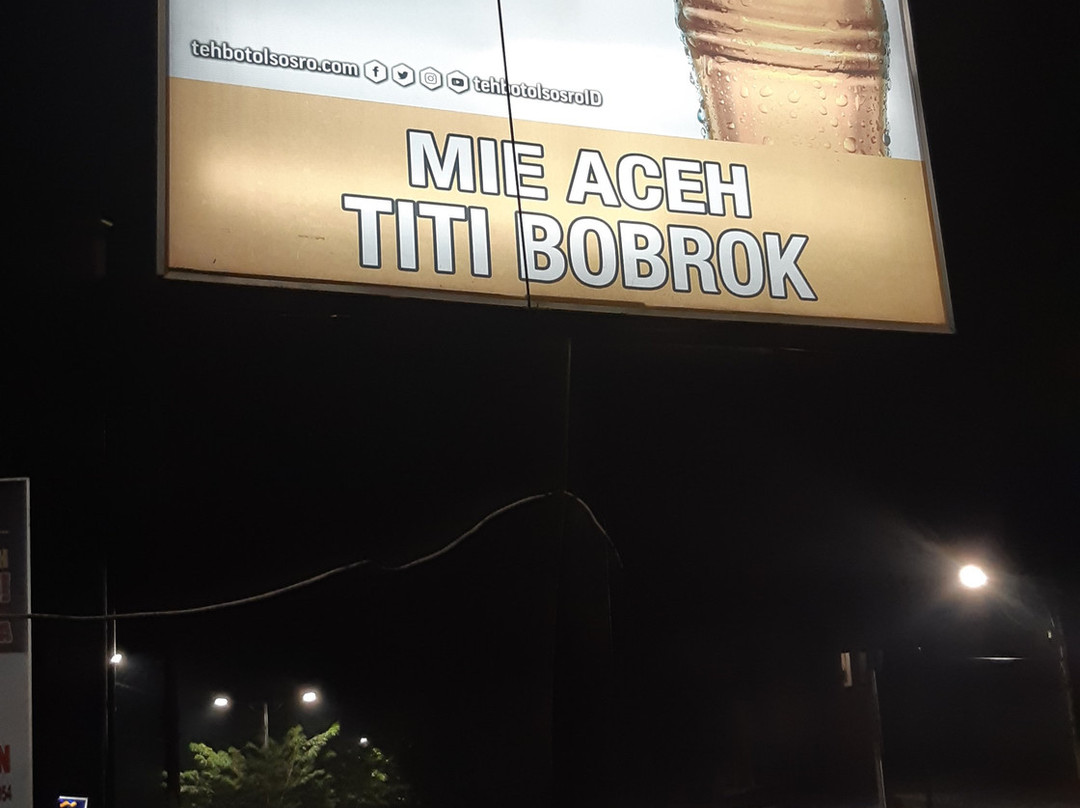 tehbotolsosro.com tehbotolsosroID
MIE ACEH
TITI BOBROK